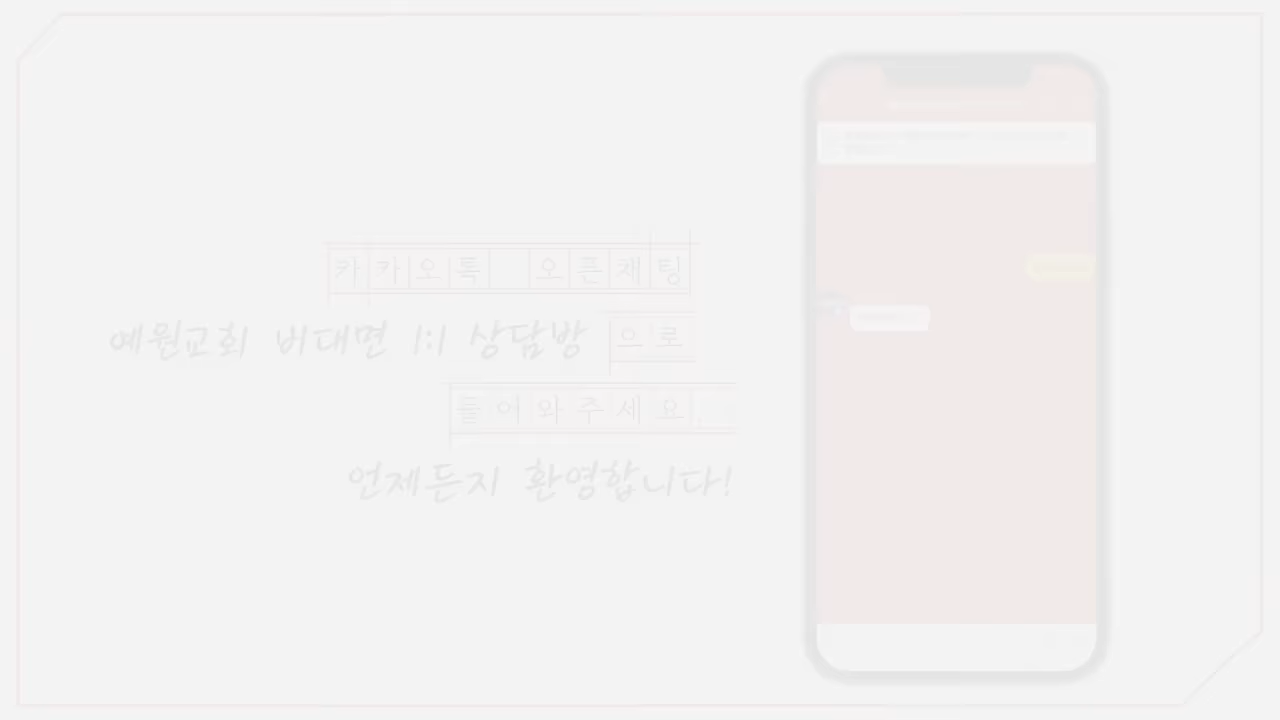 카카오톡 오픈채팅
예원교회 비대면 1:1 상담방 으로
들어와주세요.
언제든지 환영합니다!